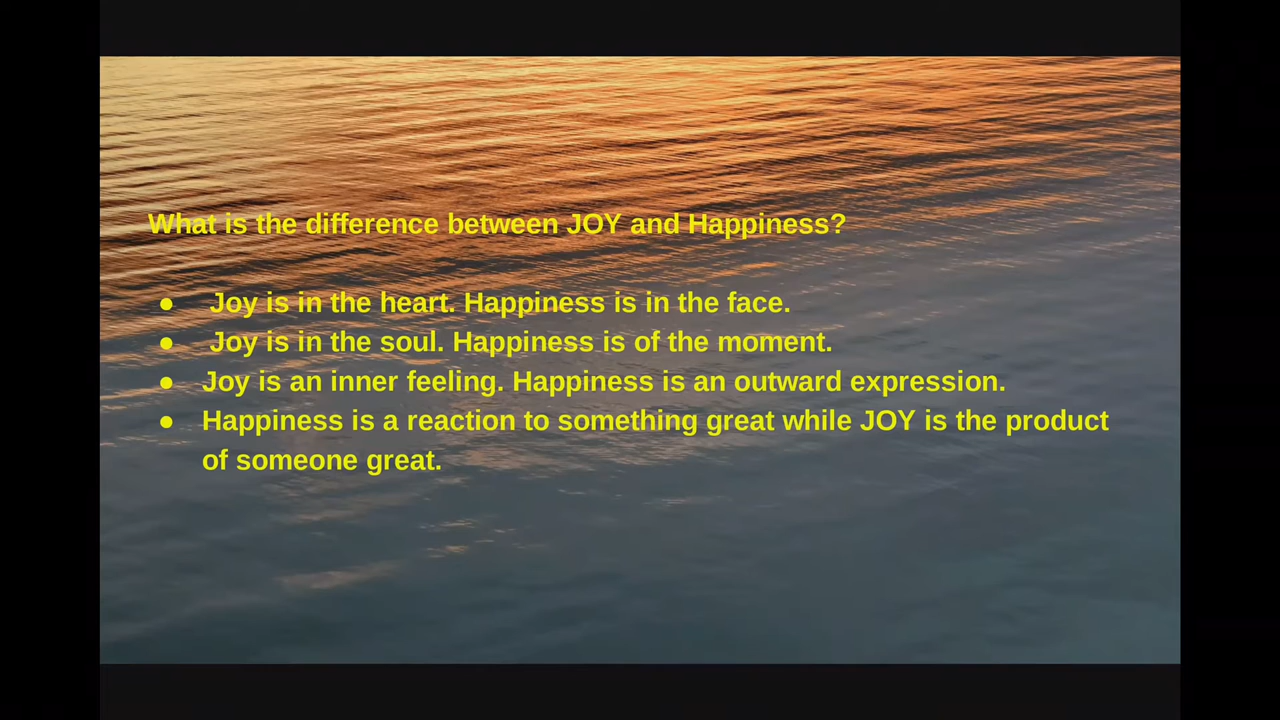 What is the difference between JOY and Happiness?
● Joy is in the heart. Happiness is in the face.
● Joy is in the soul. Happiness is of the moment.
● Joy is an inner feeling. Happiness is an outward expression.
● Happiness is a reaction to something great while JOY is the product
of someone great.